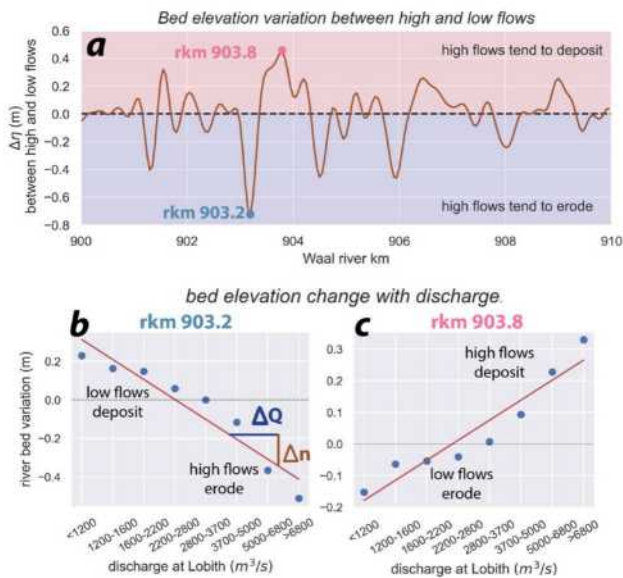 Bed elevation variation between high and low flows
a
rkm 903.8
high flows tend to deposit
Δη (m)
between high and low flows
0.6
0.4
0.2
0.0
−0.2
−0.4
−0.6
−0.8
rkm 903.2
high flows tend to erode
900 902 904 906 908 910
Waal river km
bed elevation change with discharge.
b rkm 903.2
river bed variation (m)
0.2
0.0
−0.2
−0.4
low flows
deposit
ΔQ
Δn
high flows
erode
<1200 1200-1600 1600-2200 2200-2800 2800-3700 3700-5000 5000-6800 >6800
discharge at Lobith (m³/s)
c rkm 903.8
0.3
0.2
0.1
0.0
−0.1
−0.2
high flows
deposit
low flows
erode
<1200 1200-1600 1600-2200 2200-2800 2800-3700 3700-5000 5000-6800 >6800
discharge at Lobith (m³/s)